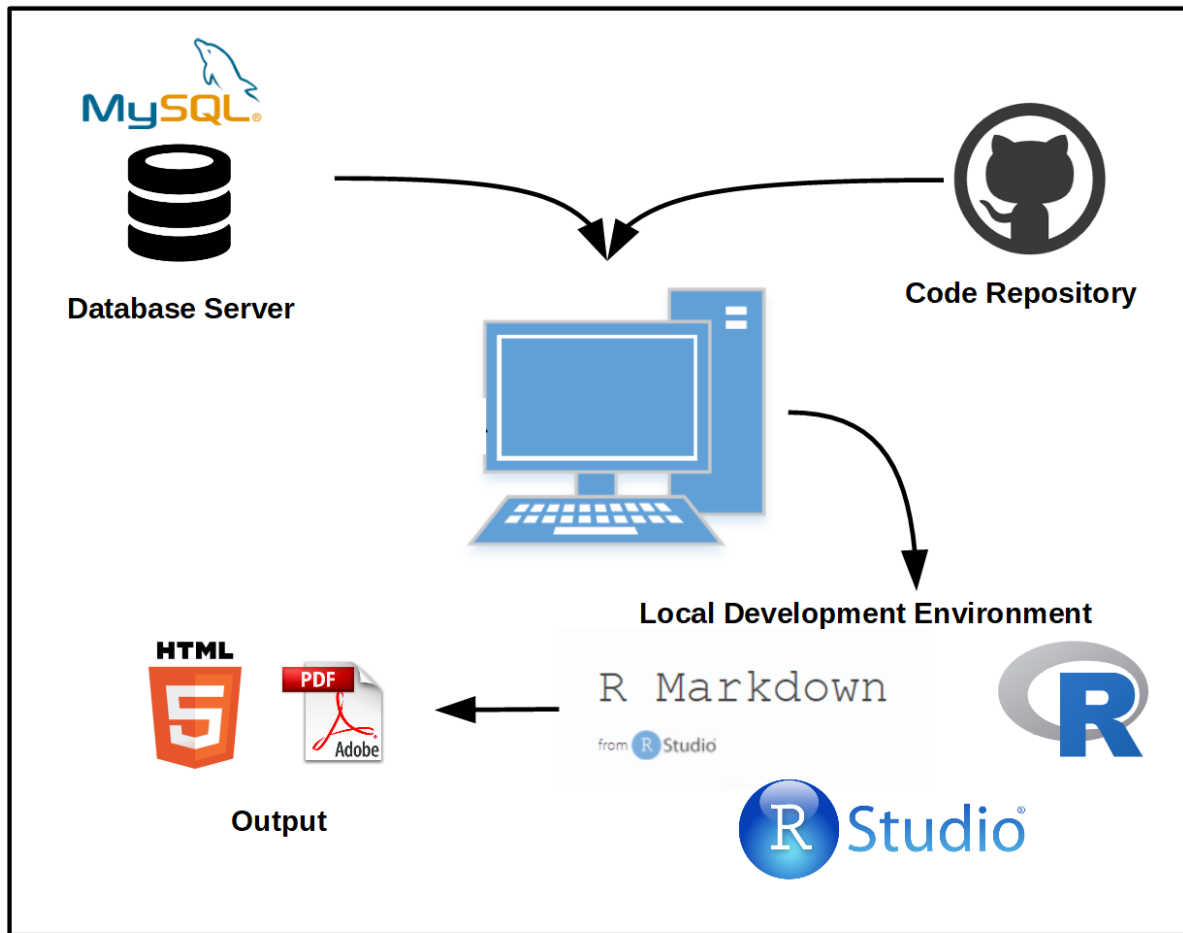 MySQL®
Database Server
Code Repository
Local Development Environment
HTML
5
PDF
Adobe
R Markdown
from R Studio
R
R Studio®
Output